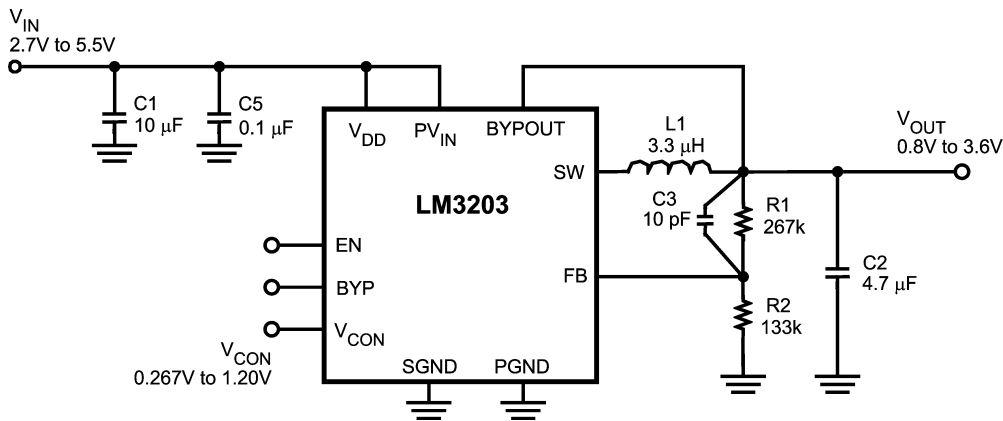 VIN
2.7V to 5.5V
C1
10 μF
C5
0.1 μF
VDD
PVIN
BYPOUT
L1
3.3 μH
VOUT
0.8V to 3.6V
SW
LM3203
C3
10 pF
R1
267k
EN
FB
C2
4.7 μF
BYP
R2
133k
VCON
VCON
0.267V to 1.20V
SGND
PGND